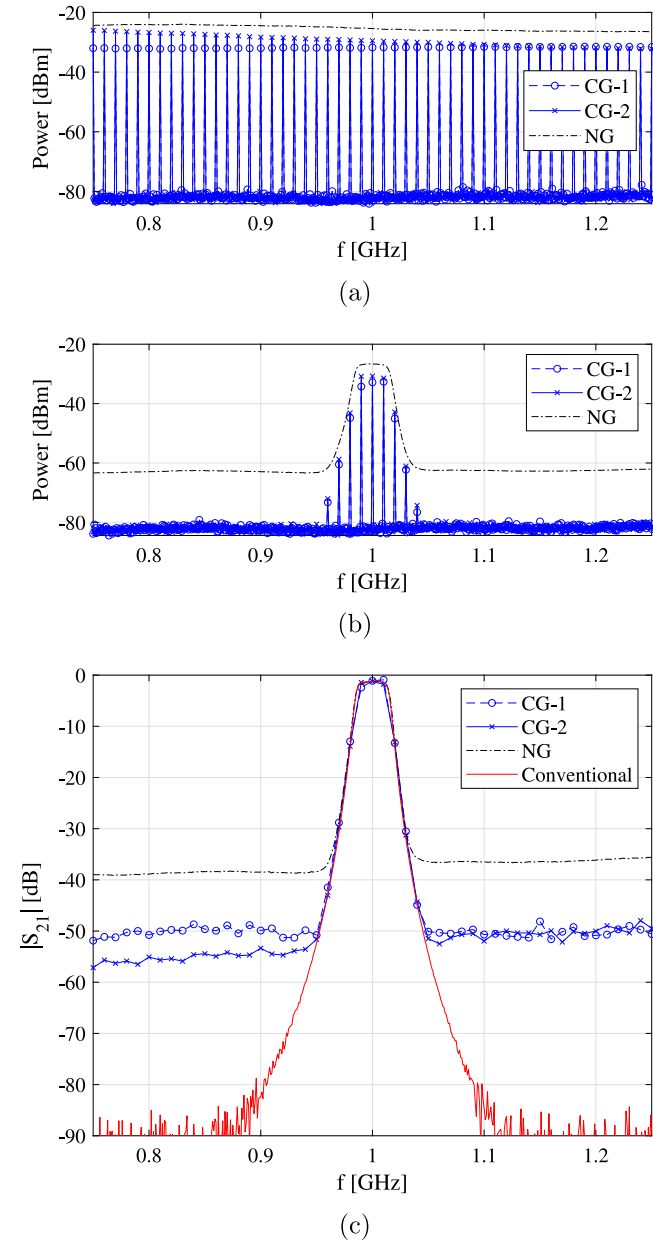 -20
-40
-60
-80
Power [dBm]
CG-1
CG-2
NG
0.8 0.9 1 1.1 1.2
f [GHz]
(a)
-20
-40
-60
-80
Power [dBm]
CG-1
CG-2
NG
0.8 0.9 1 1.1 1.2
f [GHz]
(b)
0
-10
-20
-30
-40
-50
-60
-70
-80
-90
|S21| [dB]
CG-1
CG-2
NG
Conventional
0.8 0.9 1 1.1 1.2
f [GHz]
(c)